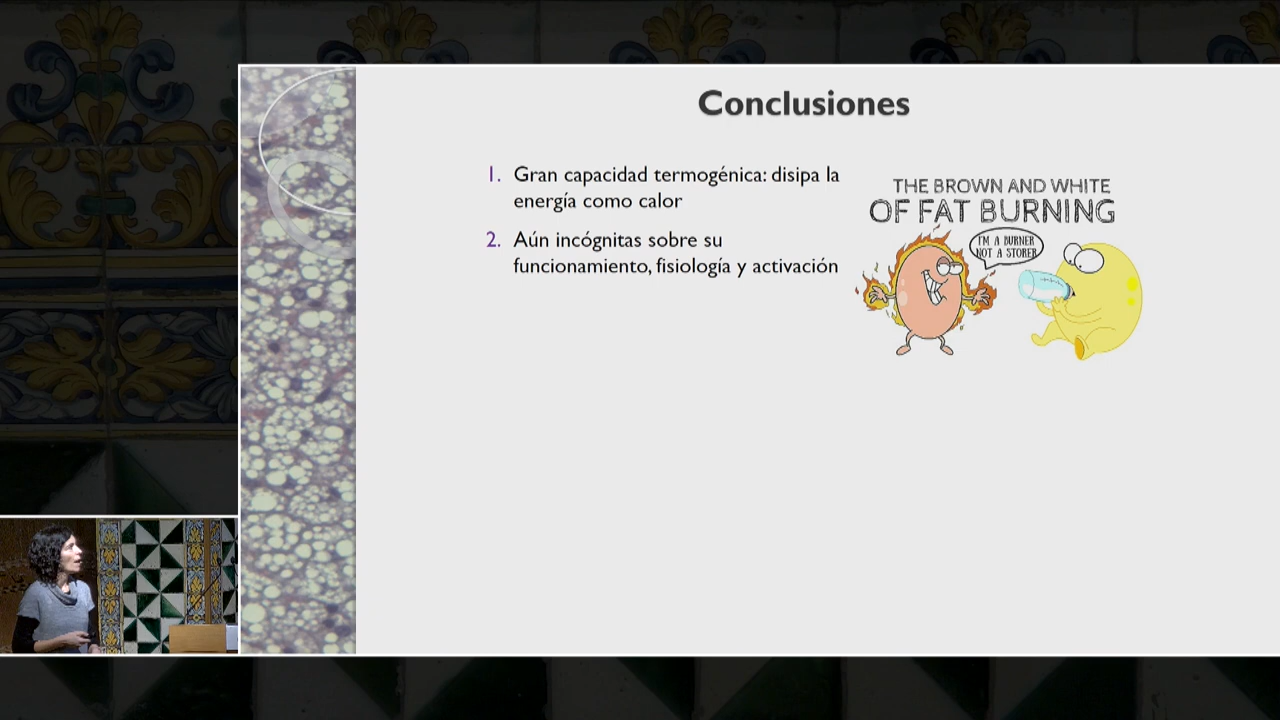 Conclusiones
1. Gran capacidad termogénica: disipa la
energía como calor
2. Aún incógnitas sobre su
funcionamiento, fisiología y activación
THE BROWN AND WHITE
OF FAT BURNING
I'M A BURNER
NOT A STORER